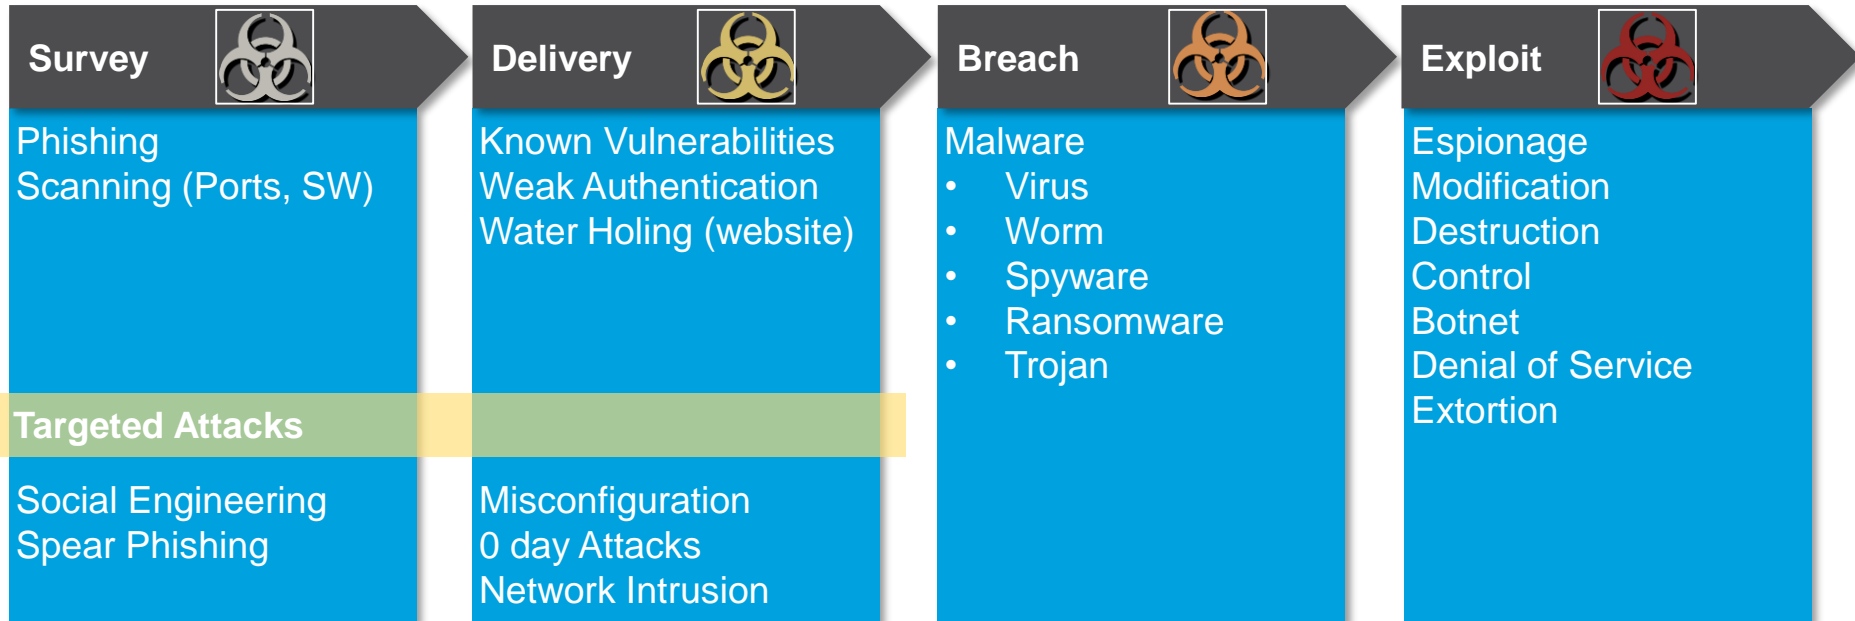 Survey
Phishing
Scanning (Ports, SW)
Targeted Attacks
Social Engineering
Spear Phishing
Delivery
Known Vulnerabilities
Weak Authentication
Water Holing (website)
Misconfiguration
0 day Attacks
Network Intrusion
Breach
Malware
• Virus
• Worm
• Spyware
• Ransomware
• Trojan
Exploit
Espionage
Modification
Destruction
Control
Botnet
Denial of Service
Extortion